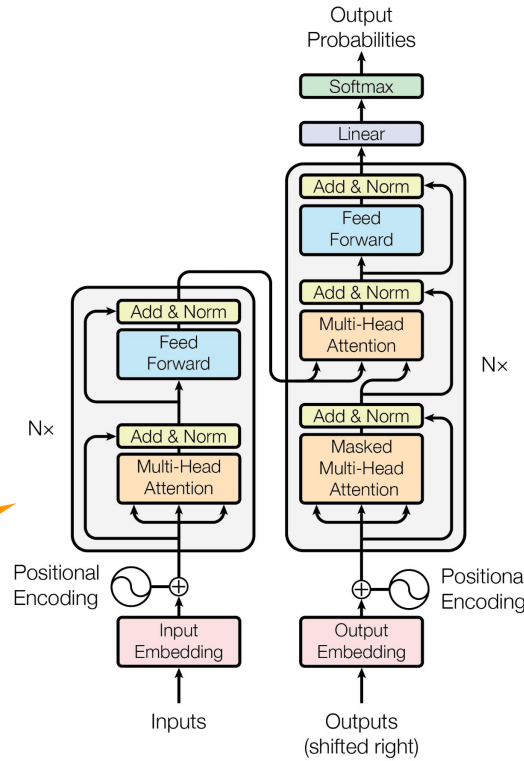 Output
Probabilities
Softmax
Linear
Add & Norm
Feed
Forward
Add & Norm
Multi-Head
Attention
Add & Norm
Masked
Multi-Head
Attention
N×
Add & Norm
Feed
Forward
Add & Norm
Multi-Head
Attention
N×
Positional
Encoding
Positiona
Encoding
Input
Embedding
Output
Embedding
Inputs
Outputs
(shifted right)